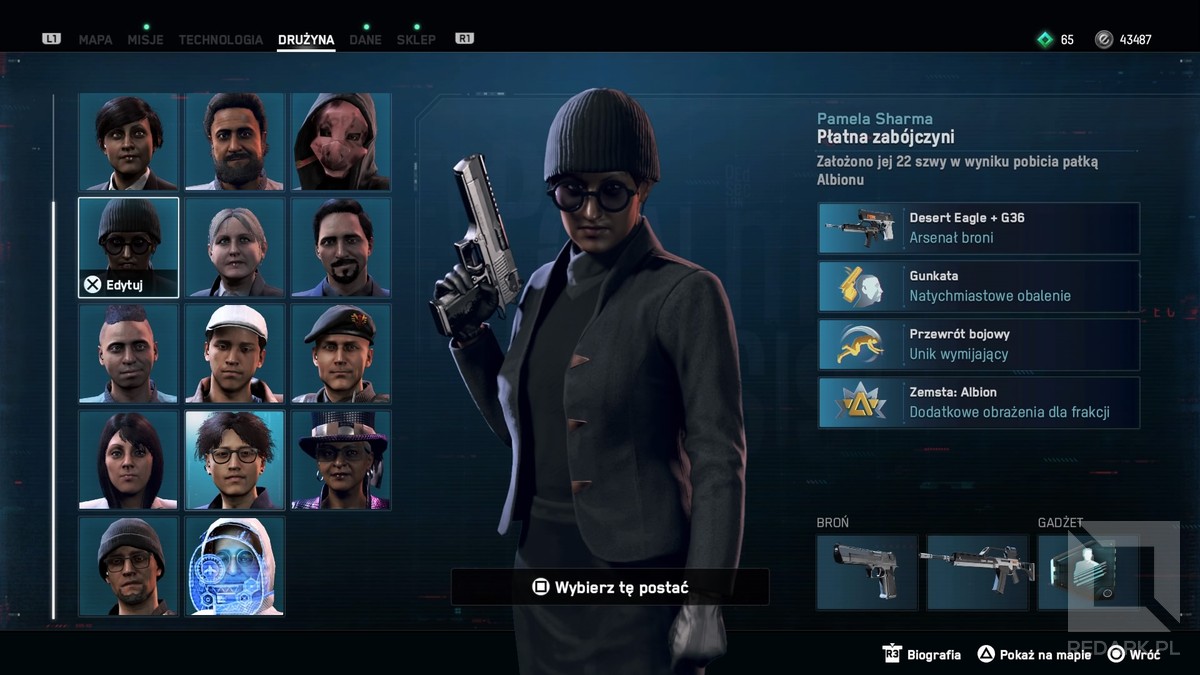 L1 MAPA MISJE TECHNOLOGIA DRUŻYNA DANE SKLEP R1
65 43487
Pamela Sharma
Płatna zabójczyni
Założono jej 22 szwy w wyniku pobicia pałką
Albionu
Desert Eagle + G36
Arsenał broni
Gunkata
Natychmiastowe obalenie
Przewrót bojowy
Unik wymijający
Zemsta: Albion
Dodatkowe obrażenia dla frakcji
Edytuj
BROŃ GADŻET
Wybierz tę postać
R3 Biografia Pokaż na mapie Wróć
REDARK.PL